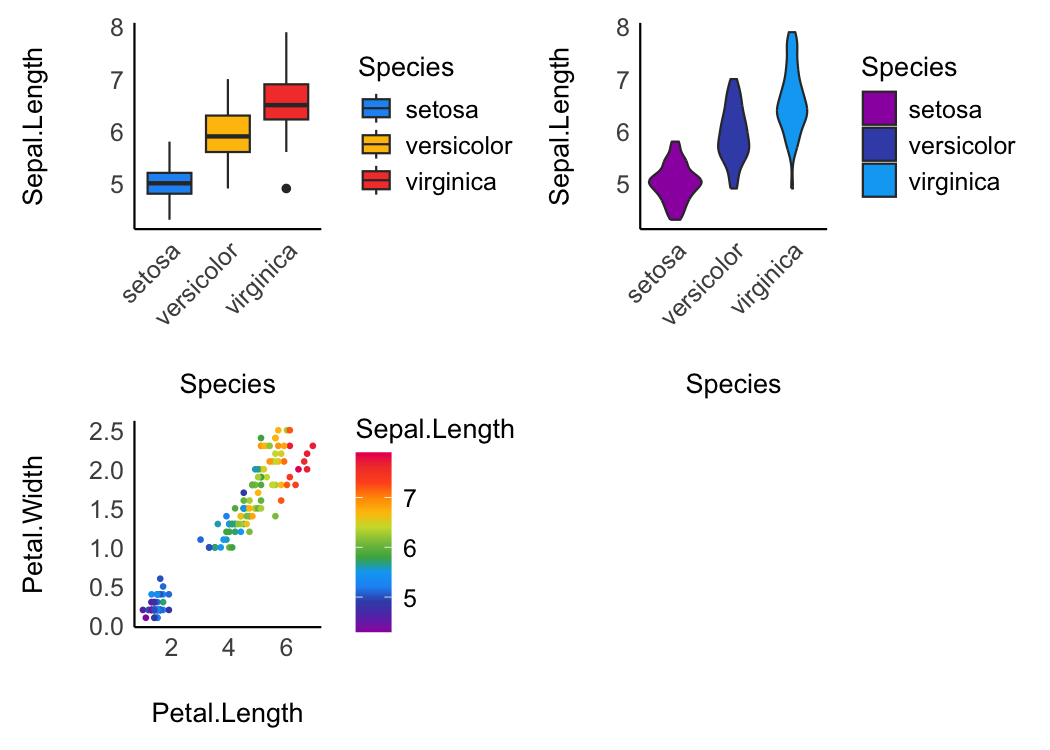 Sepal.Length
8
7
6
5
setosa
versicolor
virginica
Species
Species
setosa
versicolor
virginica
Sepal.Length
8
7
6
5
setosa
versicolor
virginica
Species
Species
setosa
versicolor
virginica
Petal.Width
2.5
2.0
1.5
1.0
0.5
0.0
2 4 6
Petal.Length
Sepal.Length
7
6
5